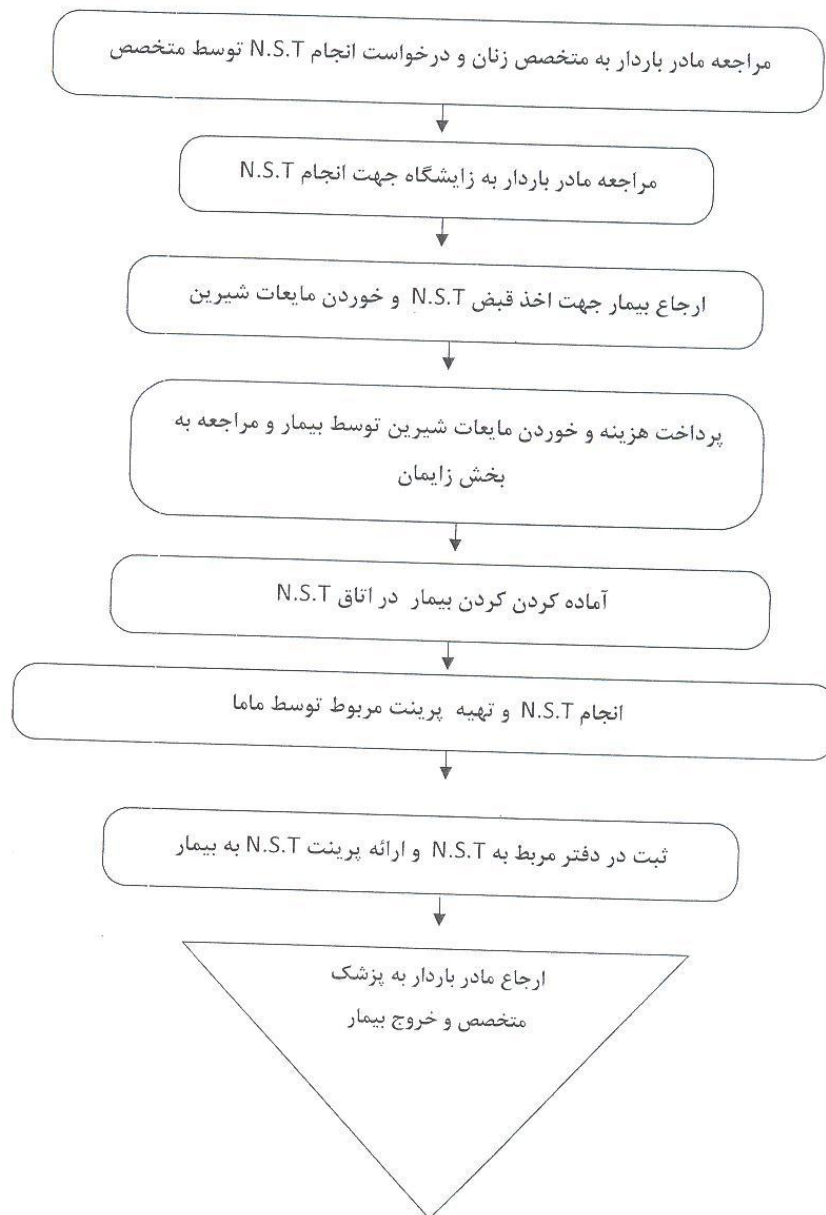 مراجعه مادر باردار به متخصص زنان و درخواست انجام N.S.T توسط متخصص
مراجعه مادر باردار به زایشگاه جهت انجام N.S.T
ارجاع بیمار جهت اخذ قبض N.S.T و خوردن مایعات شیرین
پرداخت هزینه و خوردن مایعات شیرین توسط بیمار و مراجعه به
بخش زایمان
آماده کردن کردن بیمار در اتاق N.S.T
انجام N.S.T و تهیه پرینت مربوط توسط ماما
ثبت در دفتر مربط به N.S.T و ارائه پرینت N.S.T به بیمار
ارجاع مادر باردار به پزشک
متخصص و خروج بیمار